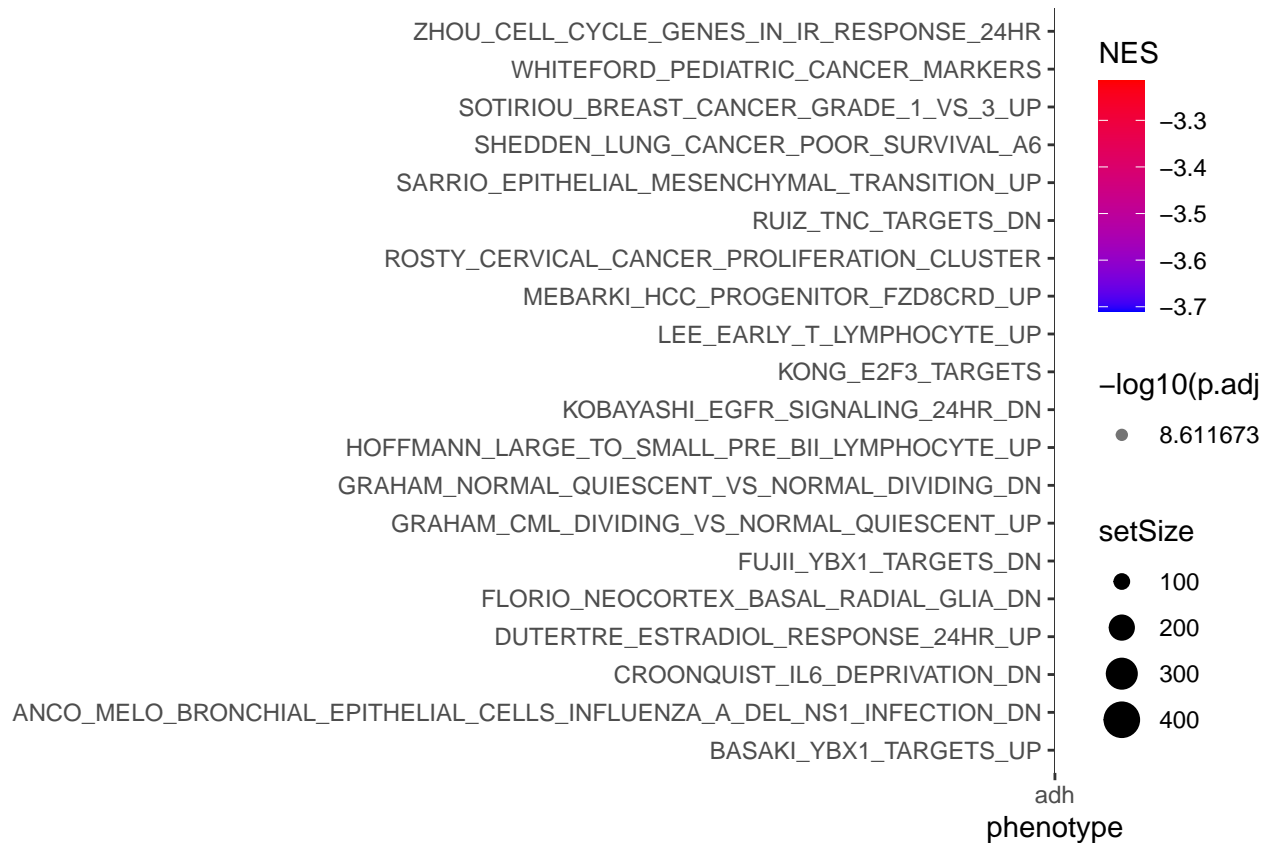 ZHOU_CELL_CYCLE_GENES_IN_IR_RESPONSE_24HR
WHITEFORD_PEDIATRIC_CANCER_MARKERS
SOTIRIOU_BREAST_CANCER_GRADE_1_VS_3_UP
SHEDDEN_LUNG_CANCER_POOR_SURVIVAL_A6
SARRIO_EPITHELIAL_MESENCHYMAL_TRANSITION_UP
RUIZ_TNC_TARGETS_DN
ROSTY_CERVICAL_CANCER_PROLIFERATION_CLUSTER
MEBARKI_HCC_PROGENITOR_FZD8CRD_UP
LEE_EARLY_T_LYMPHOCYTE_UP
KONG_E2F3_TARGETS
KOBAYASHI_EGFR_SIGNALING_24HR_DN
HOFFMANN_LARGE_TO_SMALL_PRE_BII_LYMPHOCYTE_UP
GRAHAM_NORMAL_QUIESCENT_VS_NORMAL_DIVIDING_DN
GRAHAM_CML_DIVIDING_VS_NORMAL_QUIESCENT_UP
FUJII_YBX1_TARGETS_DN
FLORIO_NEOCORTEX_BASAL_RADIAL_GLIA_DN
DUTERTRE_ESTRADIOL_RESPONSE_24HR_UP
CROONQUIST_IL6_DEPRIVATION_DN
ANCO_MELO_BRONCHIAL_EPITHELIAL_CELLS_INFLUENZA_A_DEL_NS1_INFECTION_DN
BASAKI_YBX1_TARGETS_UP
adh
phenotype
NES
−3.3
−3.4
−3.5
−3.6
−3.7
−log10(p.adj
8.611673
setSize
100
200
300
400